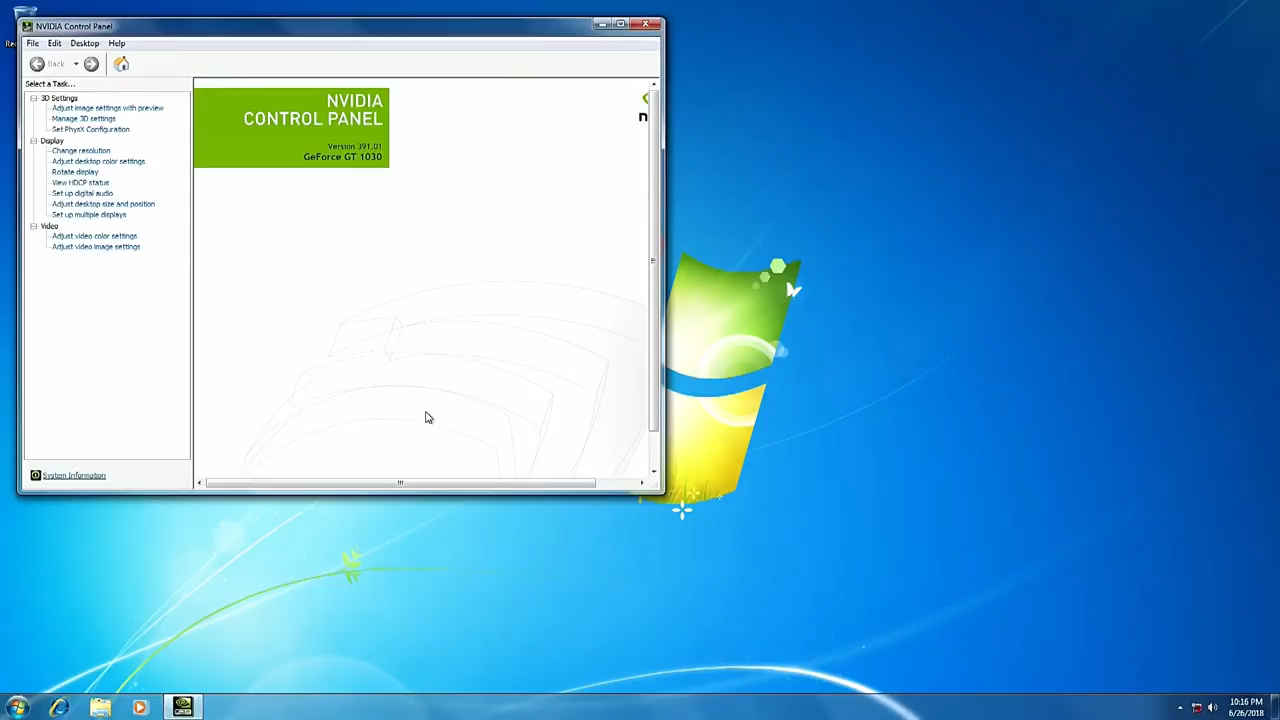 Re
NVIDIA Control Panel
File Edit Desktop Help
Back
Select a Task...
3D Settings
Adjust image settings with preview
Manage 3D settings
Set PhysX Configuration
Display
Change resolution
Adjust desktop color settings
Rotate display
View HDCP status
Set up digital audio
Adjust desktop size and position
Set up multiple displays
Video
Adjust video color settings
Adjust video image settings
System Information
NVIDIA
CONTROL PANEL
Version 391.01
GeForce GT 1030
n
10:16 PM
6/26/2018